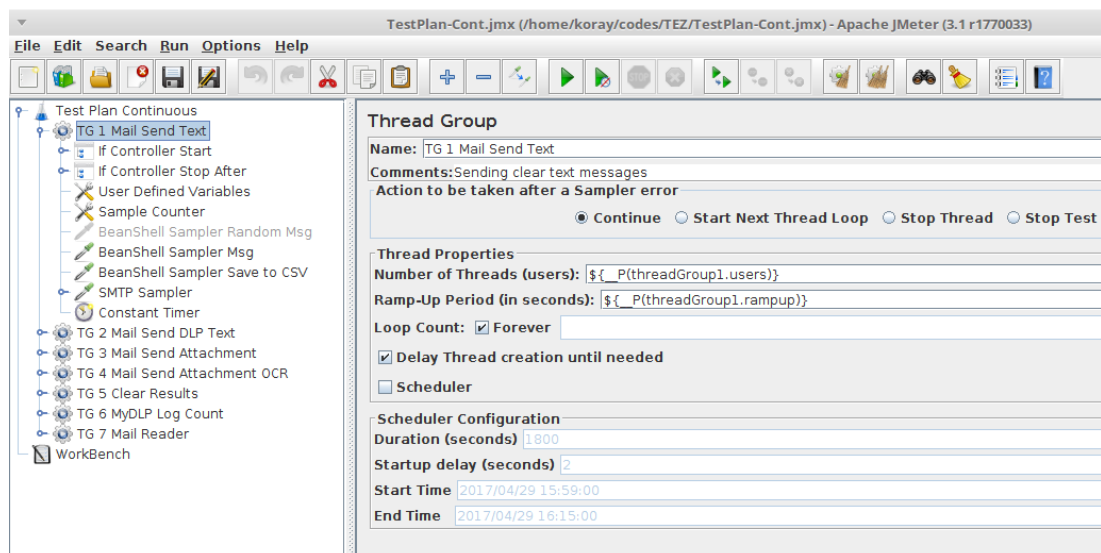 TestPlan-Cont.jmx (/home/koray/codes/TEZ/TestPlan-Cont.jmx) - Apache JMeter (3.1 r1770033)
File Edit Search Run Options Help
STOP
?
Test Plan Continuous
TG 1 Mail Send Text
If Controller Start
If Controller Stop After
User Defined Variables
Sample Counter
BeanShell Sampler Random Msg
BeanShell Sampler Msg
BeanShell Sampler Save to CSV
SMTP Sampler
Constant Timer
TG 2 Mail Send DLP Text
TG 3 Mail Send Attachment
TG 4 Mail Send Attachment OCR
TG 5 Clear Results
TG 6 MyDLP Log Count
TG 7 Mail Reader
WorkBench
Thread Group
Name: TG 1 Mail Send Text
Comments: Sending clear text messages
Action to be taken after a Sampler error
Continue Start Next Thread Loop Stop Thread Stop Test
Thread Properties
Number of Threads (users): ${__P(threadGroup1.users)}
Ramp-Up Period (in seconds): ${__P(threadGroup1.rampup)}
Loop Count: Forever
Delay Thread creation until needed
Scheduler
Scheduler Configuration
Duration (seconds) 1800
Startup delay (seconds) 2
Start Time 2017/04/29 15:59:00
End Time 2017/04/29 16:15:00